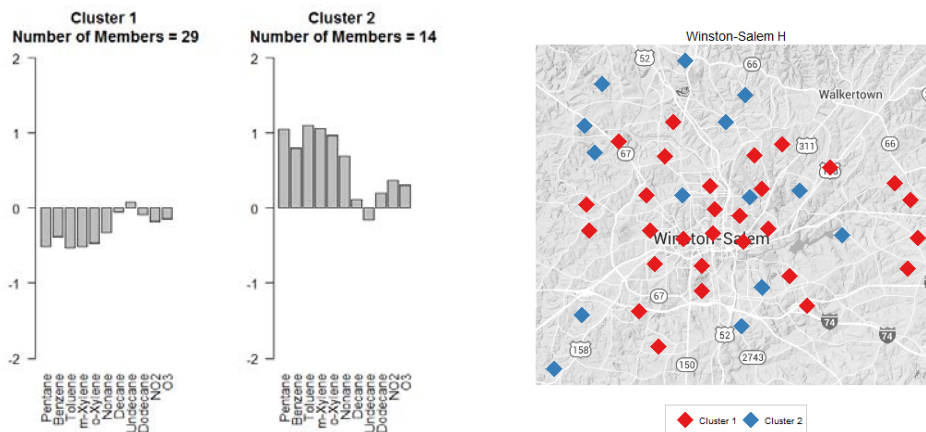 Cluster 1
Number of Members = 29
2
1
0
-1
-2
Pentane
Benzene
Toluene
m-Xylene
o-Xylene
Nonane
Decane
Undecane
Dodecane
NO2
O3
Cluster 2
Number of Members = 14
2
1
0
-1
-2
Pentane
Benzene
Toluene
m-Xylene
o-Xylene
Nonane
Decane
Undecane
Dodecane
NO2
O3
Winston-Salem H
52
66
Walkertown
311
66
67
Winston-Salem
67
74
52
74
158
150
2743
Cluster 1
Cluster 2